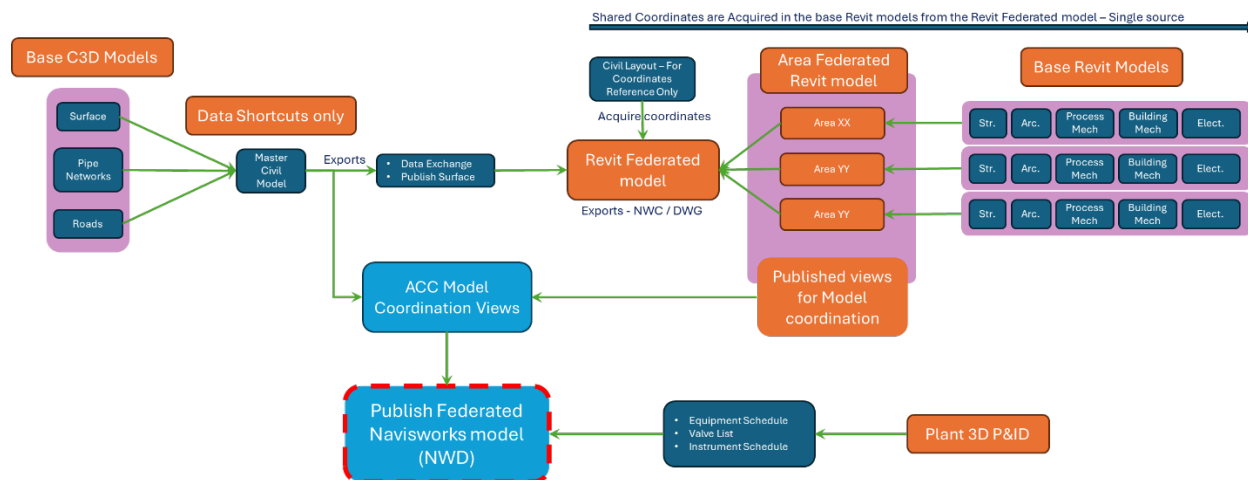 Shared Coordinates are Acquired in the base Revit models from the Revit Federated model – Single source
Base C3D Models
Surface
Pipe
Networks
Roads
Data Shortcuts only
Master
Civil
Model
Exports
• Data Exchange
• Publish Surface
Civil Layout – For
Coordinates
Reference Only
Acquire coordinates
Revit Federated
model
Exports - NWC / DWG
Area Federated
Revit model
Area XX
Area YY
Area YY
Base Revit Models
Str.
Arc.
Process
Mech
Building
Mech
Elect.
Str.
Arc.
Process
Mech
Building
Mech
Elect.
Str.
Arc.
Process
Mech
Building
Mech
Elect.
ACC Model
Coordination Views
Published views
for Model
coordination
Publish Federated
Navisworks model
(NWD)
• Equipment Schedule
• Valve List
• Instrument Schedule
Plant 3D P&ID